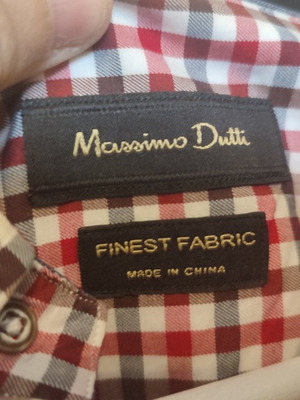 Massimo Dutti
FINEST FABRIC
MADE IN CHINA